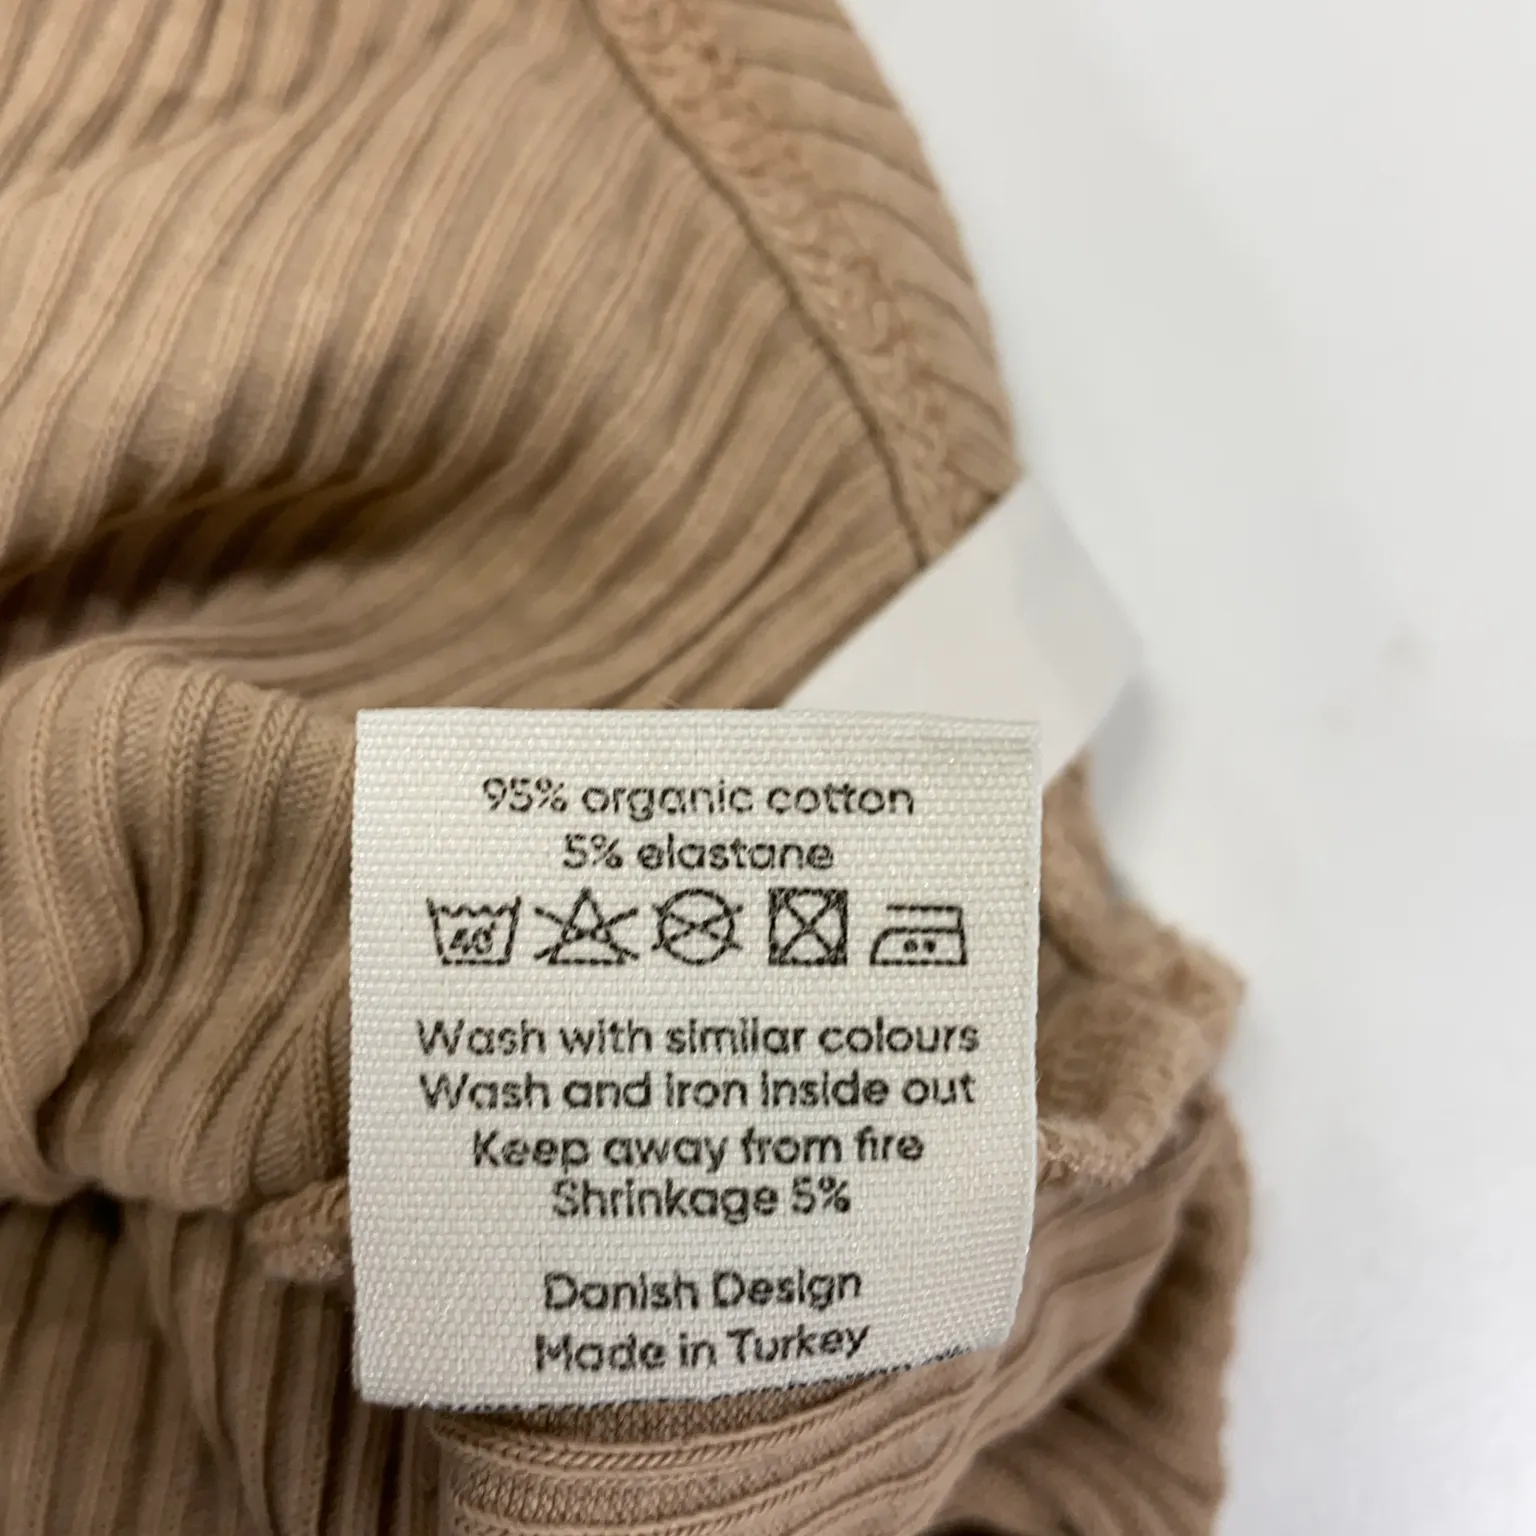 95% organic cotton
5% elastane
40
Wash with similar colours
Wash and iron inside out
Keep away from fire
Shrinkage 5%
Danish Design
Made in Turkey